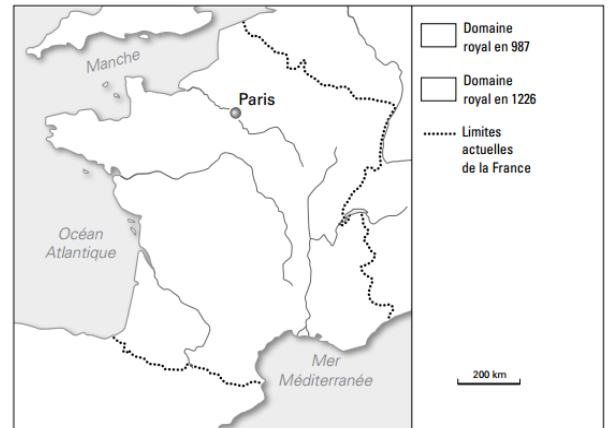 Manche
Paris
Océan
Atlantique
Mer
Méditerranée
Domaine
royal en 987
Domaine
royal en 1226
Limites
actuelles
de la France
200 km